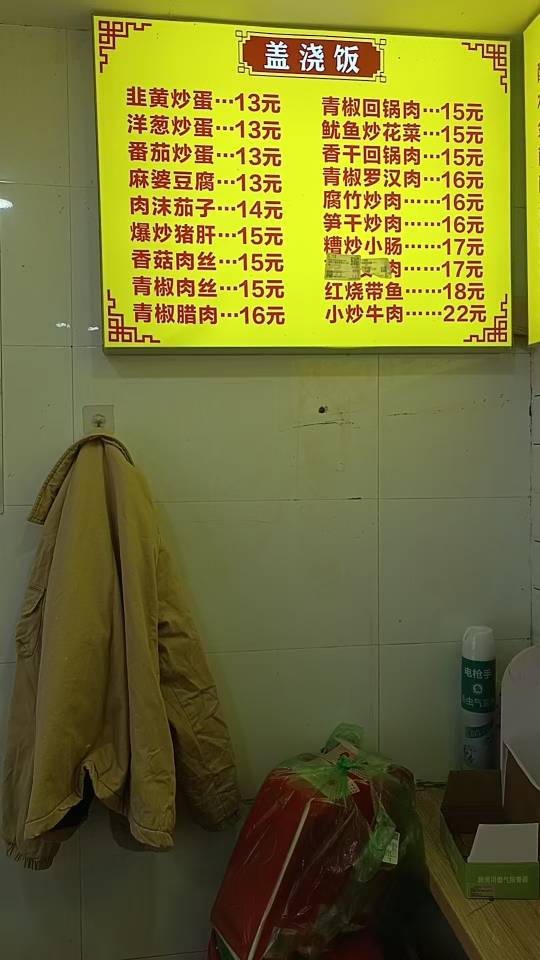 盖浇饭
韭黄炒蛋…13元
洋葱炒蛋…13元
番茄炒蛋…13元
麻婆豆腐…13元
肉沫茄子…14元
爆炒猪肝…15元
香菇肉丝…15元
青椒肉丝…15元
青椒腊肉…16元
青椒回锅肉…15元
鱿鱼炒花菜…15元
香干回锅肉…15元
青椒罗汉肉…16元
腐竹炒肉……16元
笋干炒肉……16元
糟炒小肠……17元
肉……17元
红烧带鱼……18元
小炒牛肉……22元
电枪手
虫气雾